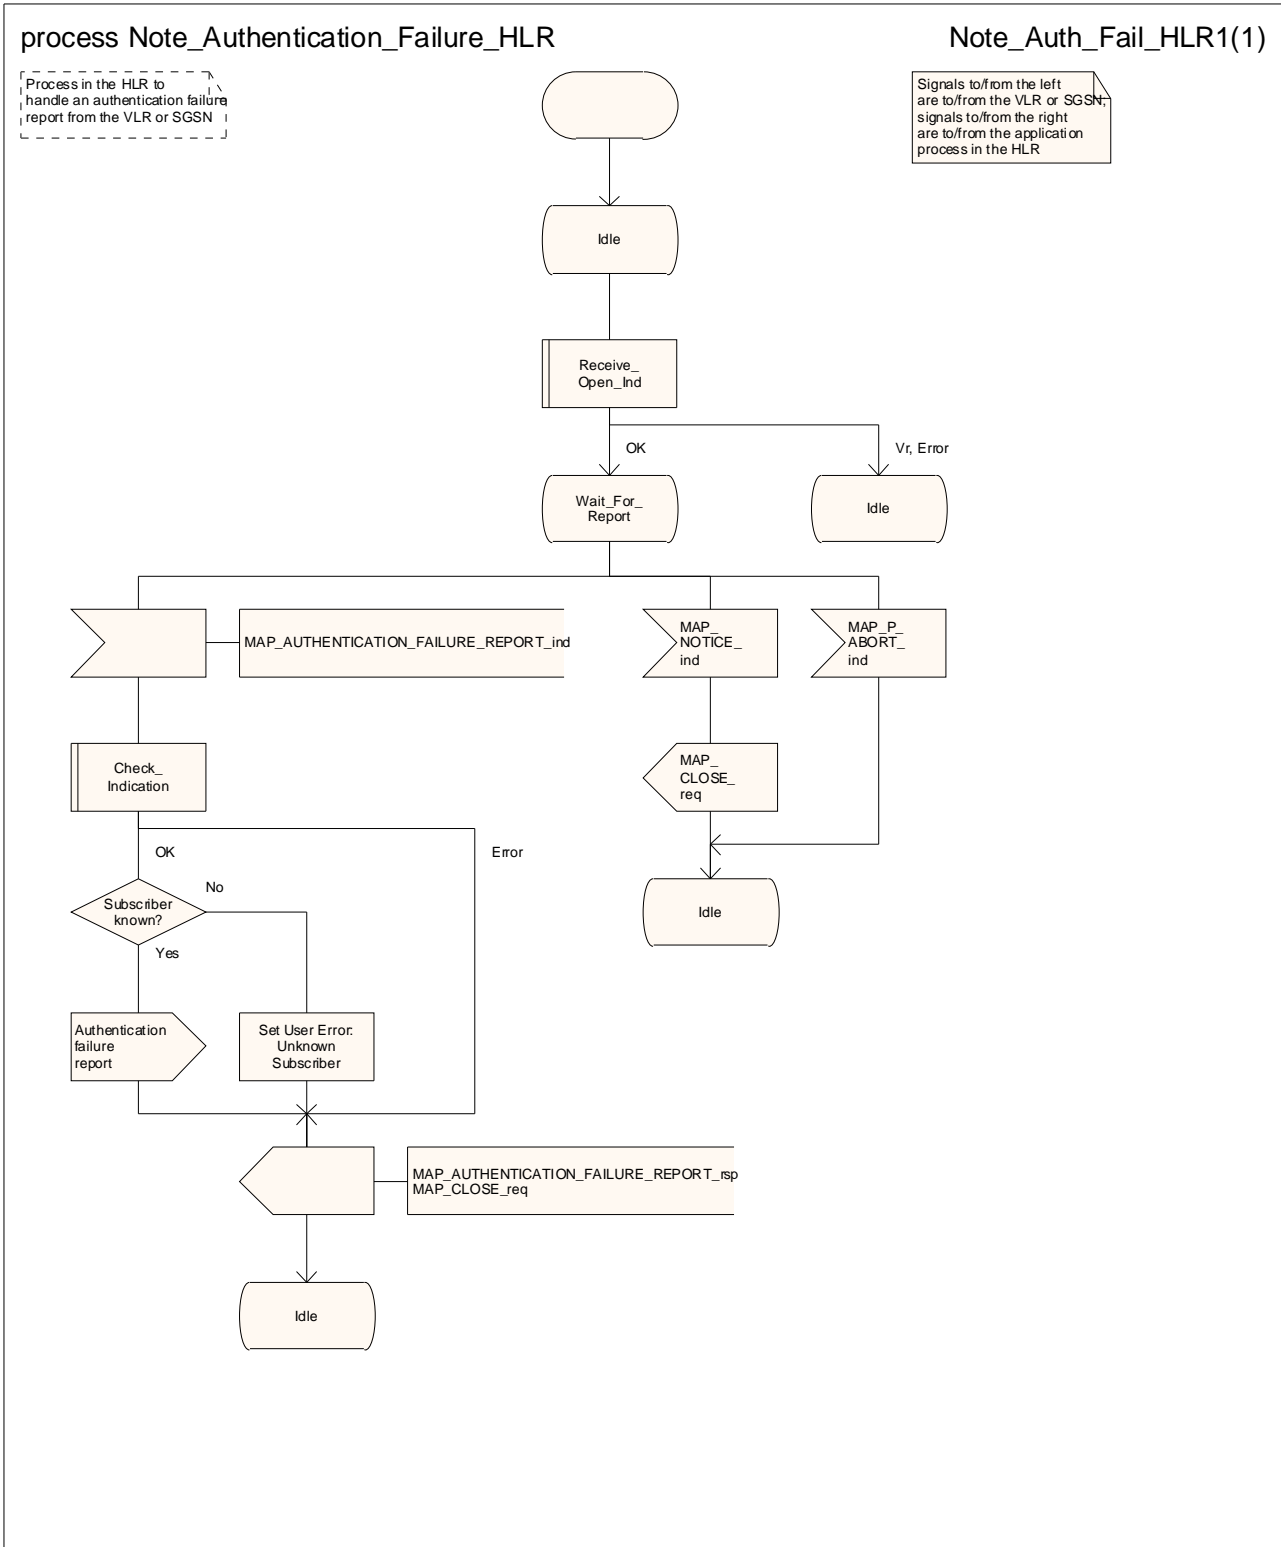 process Note_Authentication_Failure_HLR
Note_Auth_Fail_HLR1(1)
Process in the HLR to
handle an authentication failure
report from the VLR or SGSN
Signals to/from the left
are to/from the VLR or SGSN;
signals to/from the right
are to/from the application
process in the HLR
Idle
Receive_
Open_Ind
OK
Vr, Error
Wait_For_
Report
Idle
MAP_AUTHENTICATION_FAILURE_REPORT_ind
MAP_
NOTICE_
ind
MAP_P_
ABORT_
ind
Check_
Indication
MAP_
CLOSE_
req
OK
Error
Subscriber
known?
No
Yes
Idle
Authentication
failure
report
Set User Error:
Unknown
Subscriber
MAP_AUTHENTICATION_FAILURE_REPORT_rsp
MAP_CLOSE_req
Idle